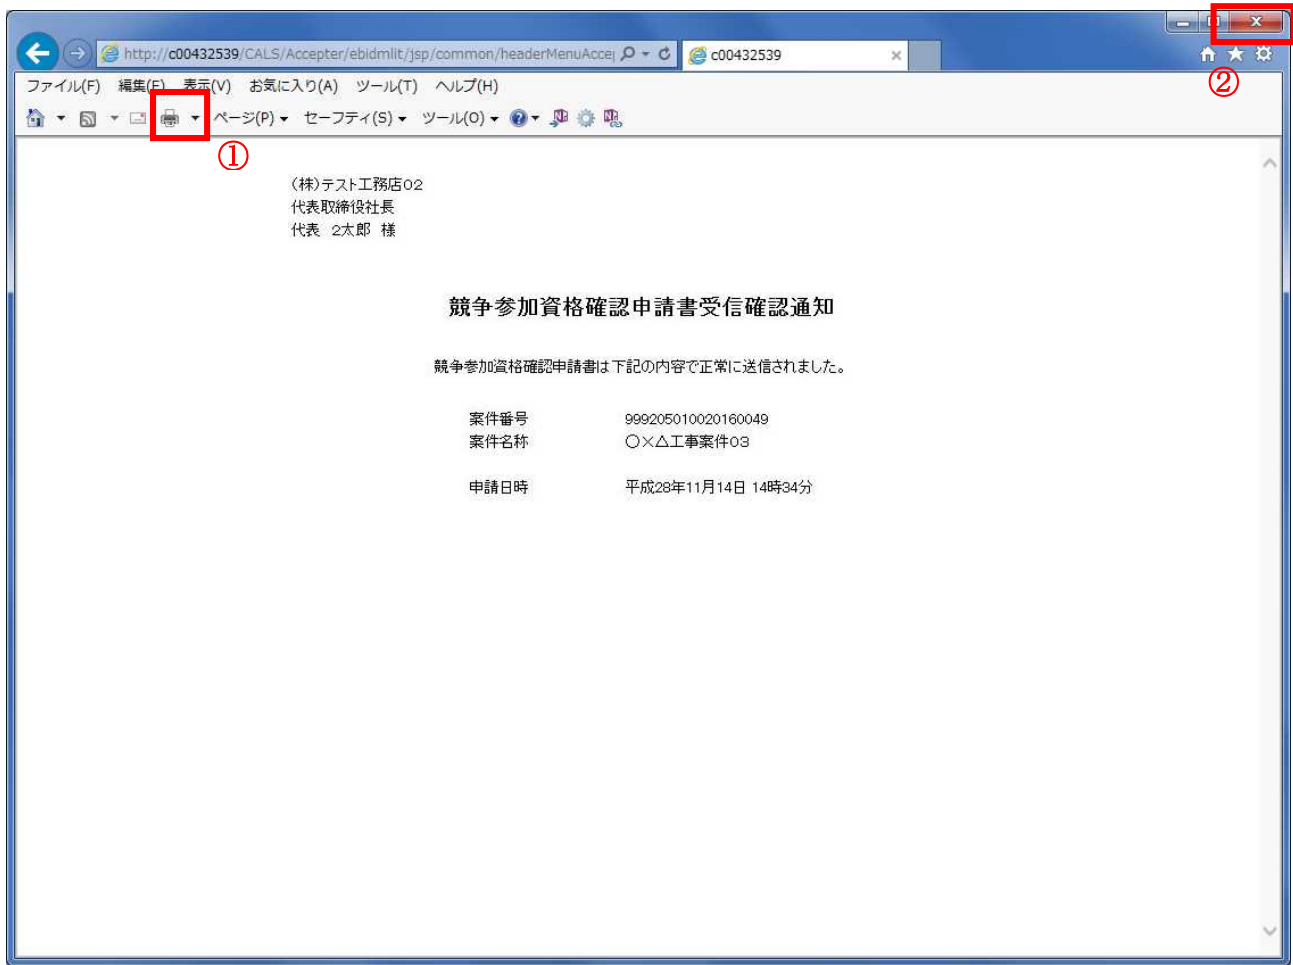 http://c00432539/CALS/Accepter/ebidmlit/jsp/common/headerMenuAcce
c00432539
ファイル(F) 編集(E) 表示(V) お気に入り(A) ツール(T) ヘルプ(H)
②
ページ(P) セーフティ(S) ツール(O)
①
(株)テスト工務店02
代表取締役社長
代表 2太郎 様
競争参加資格確認申請書受信確認通知
競争参加資格確認申請書は下記の内容で正常に送信されました。
案件番号 999205010020160049
案件名称 〇×△工事案件03
申請日時 平成28年11月14日 14時34分